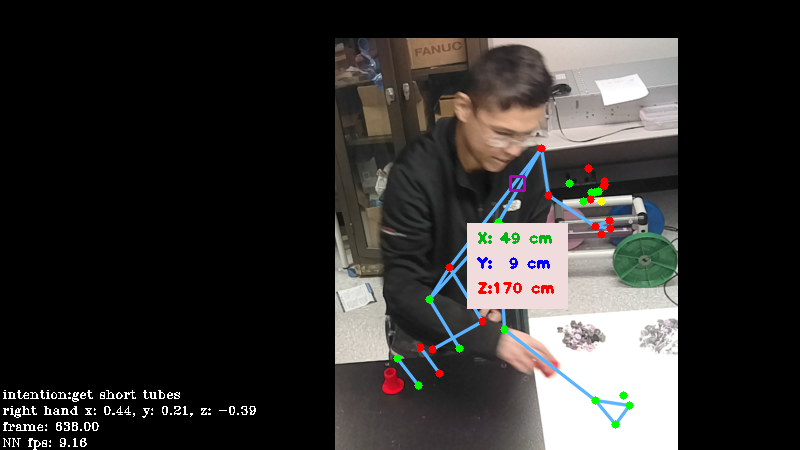 FANUC
X: 49 cm
Y: 9 cm
Z:170 cm
intention:get short tubes
right hand x: 0.44, y: 0.21, z: -0.39
frame: 638.00
NN fps: 9.16